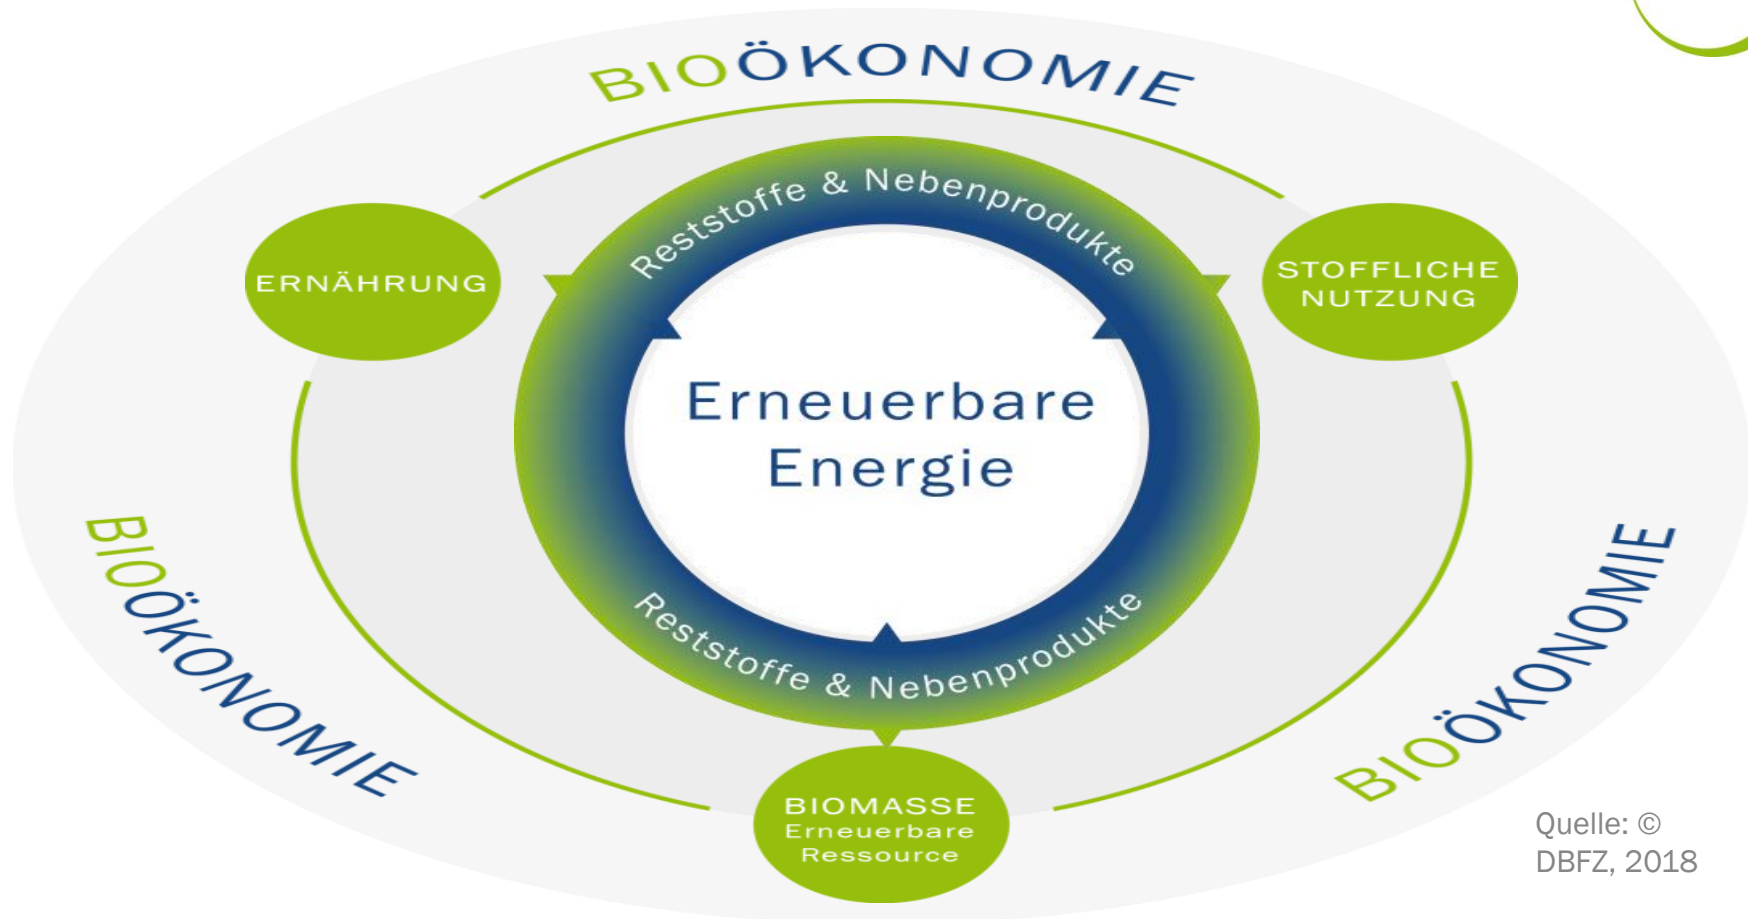 BIOÖKONOMIE
Reststoffe & Nebenprodukte
ERNÄHRUNG
STOFFLICHE
NUTZUNG
Erneuerbare
Energie
BIOÖKONOMIE
BIOÖKONOMIE
Reststoffe & Nebenprodukte
BIOMASSE
Erneuerbare
Ressource
Quelle: ©
DBFZ, 2018